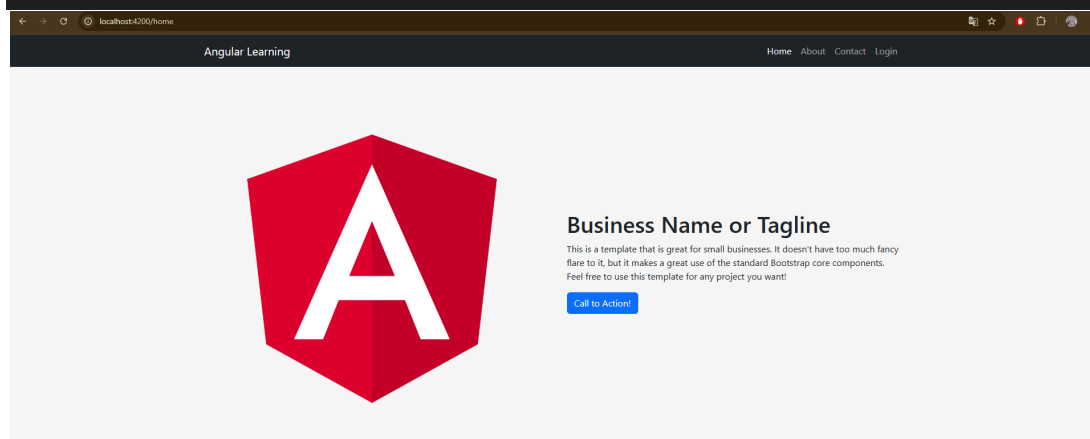 localhost:4200/home
Angular Learning
Home About Contact Login
A
Business Name or Tagline
This is a template that is great for small businesses. It doesn't have too much fancy
flare to it, but it makes a great use of the standard Bootstrap core components.
Feel free to use this template for any project you want!
Call to Action!